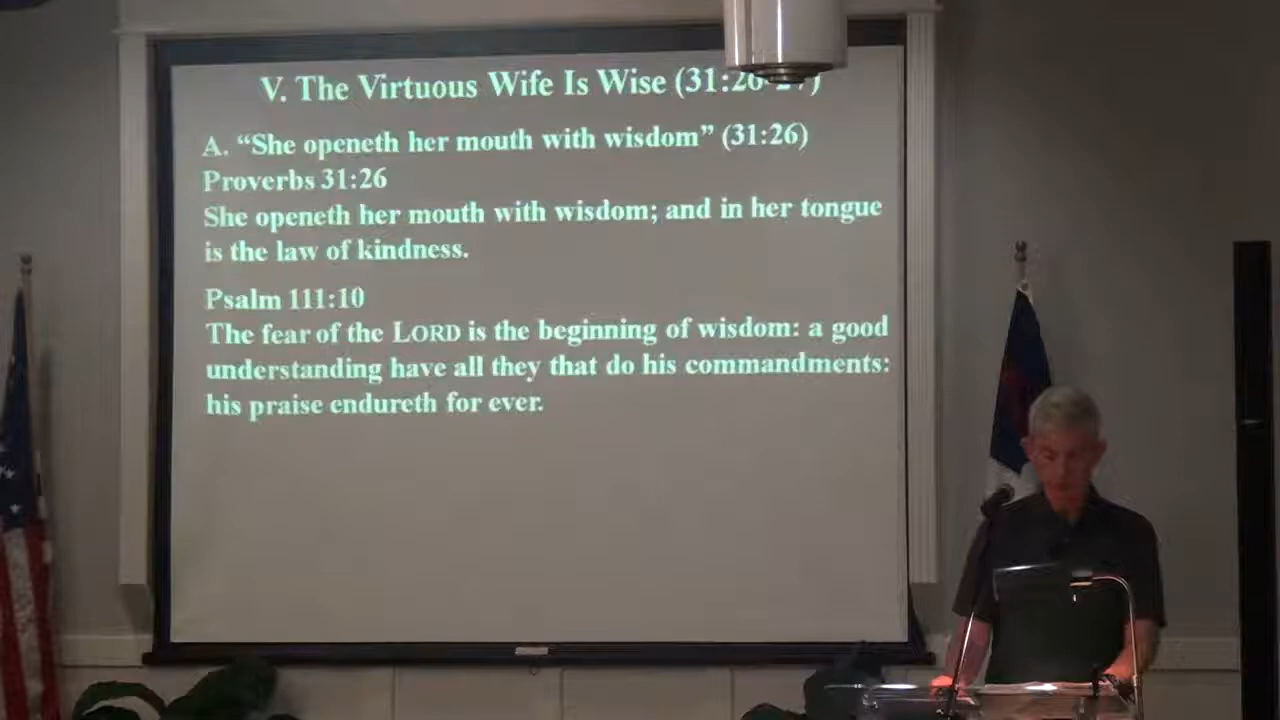 V. The Virtuous Wife Is Wise (31:26-27)
A. “She openeth her mouth with wisdom” (31:26)
Proverbs 31:26
She openeth her mouth with wisdom; and in her tongue
is the law of kindness.
Psalm 111:10
The fear of the LORD is the beginning of wisdom: a good
understanding have all they that do his commandments:
his praise endureth for ever.